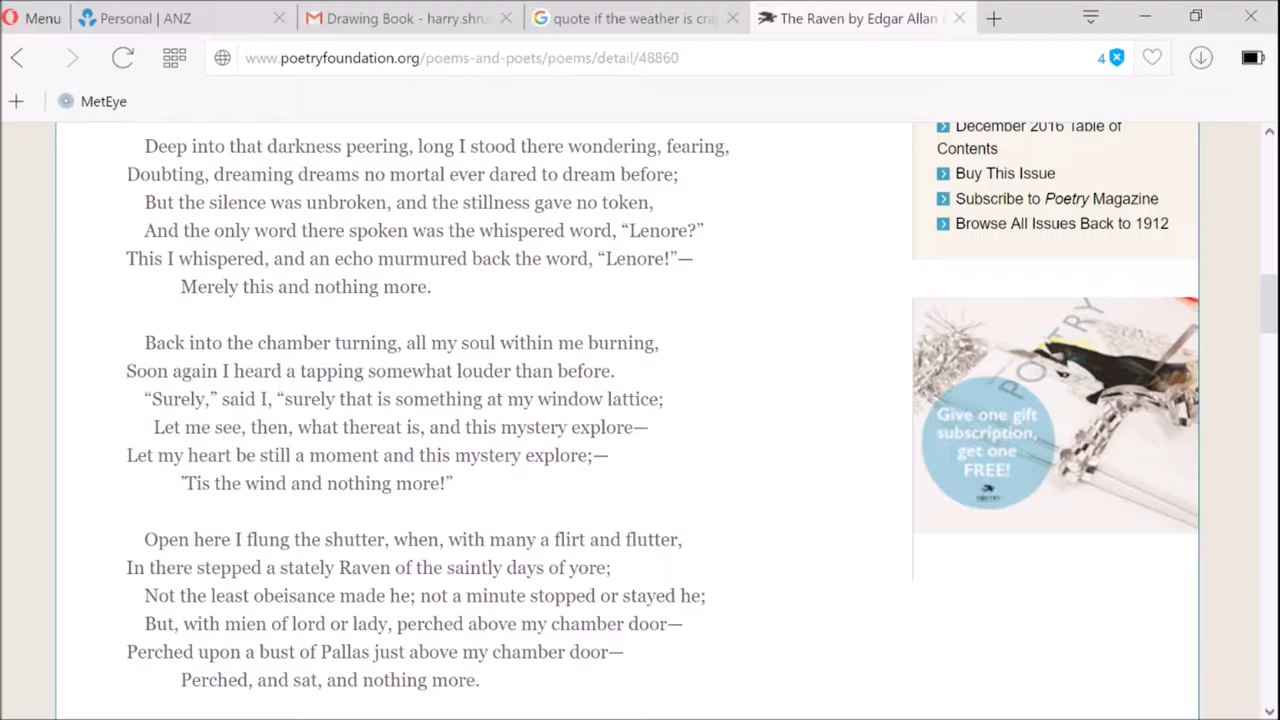 Menu
Personal | ANZ
Drawing Book - harry.shru
quote if the weather is cra
The Raven by Edgar Allan
www.poetryfoundation.org/poems-and-poets/poems/detail/48860
4
MetEye
Deep into that darkness peering, long I stood there wondering, fearing,
Doubting, dreaming dreams no mortal ever dared to dream before;
But the silence was unbroken, and the stillness gave no token,
And the only word there spoken was the whispered word, “Lenore?”
This I whispered, and an echo murmured back the word, “Lenore!”—
Merely this and nothing more.
Back into the chamber turning, all my soul within me burning,
Soon again I heard a tapping somewhat louder than before.
“Surely,” said I, “surely that is something at my window lattice;
Let me see, then, what thereat is, and this mystery explore—
Let my heart be still a moment and this mystery explore;—
’Tis the wind and nothing more!”
Open here I flung the shutter, when, with many a flirt and flutter,
In there stepped a stately Raven of the saintly days of yore;
Not the least obeisance made he; not a minute stopped or stayed he;
But, with mien of lord or lady, perched above my chamber door—
Perched upon a bust of Pallas just above my chamber door—
Perched, and sat, and nothing more.
December 2016 Table of
Contents
Buy This Issue
Subscribe to Poetry Magazine
Browse All Issues Back to 1912
POETRY
Give one gift
subscription,
get one
FREE!
POETRY